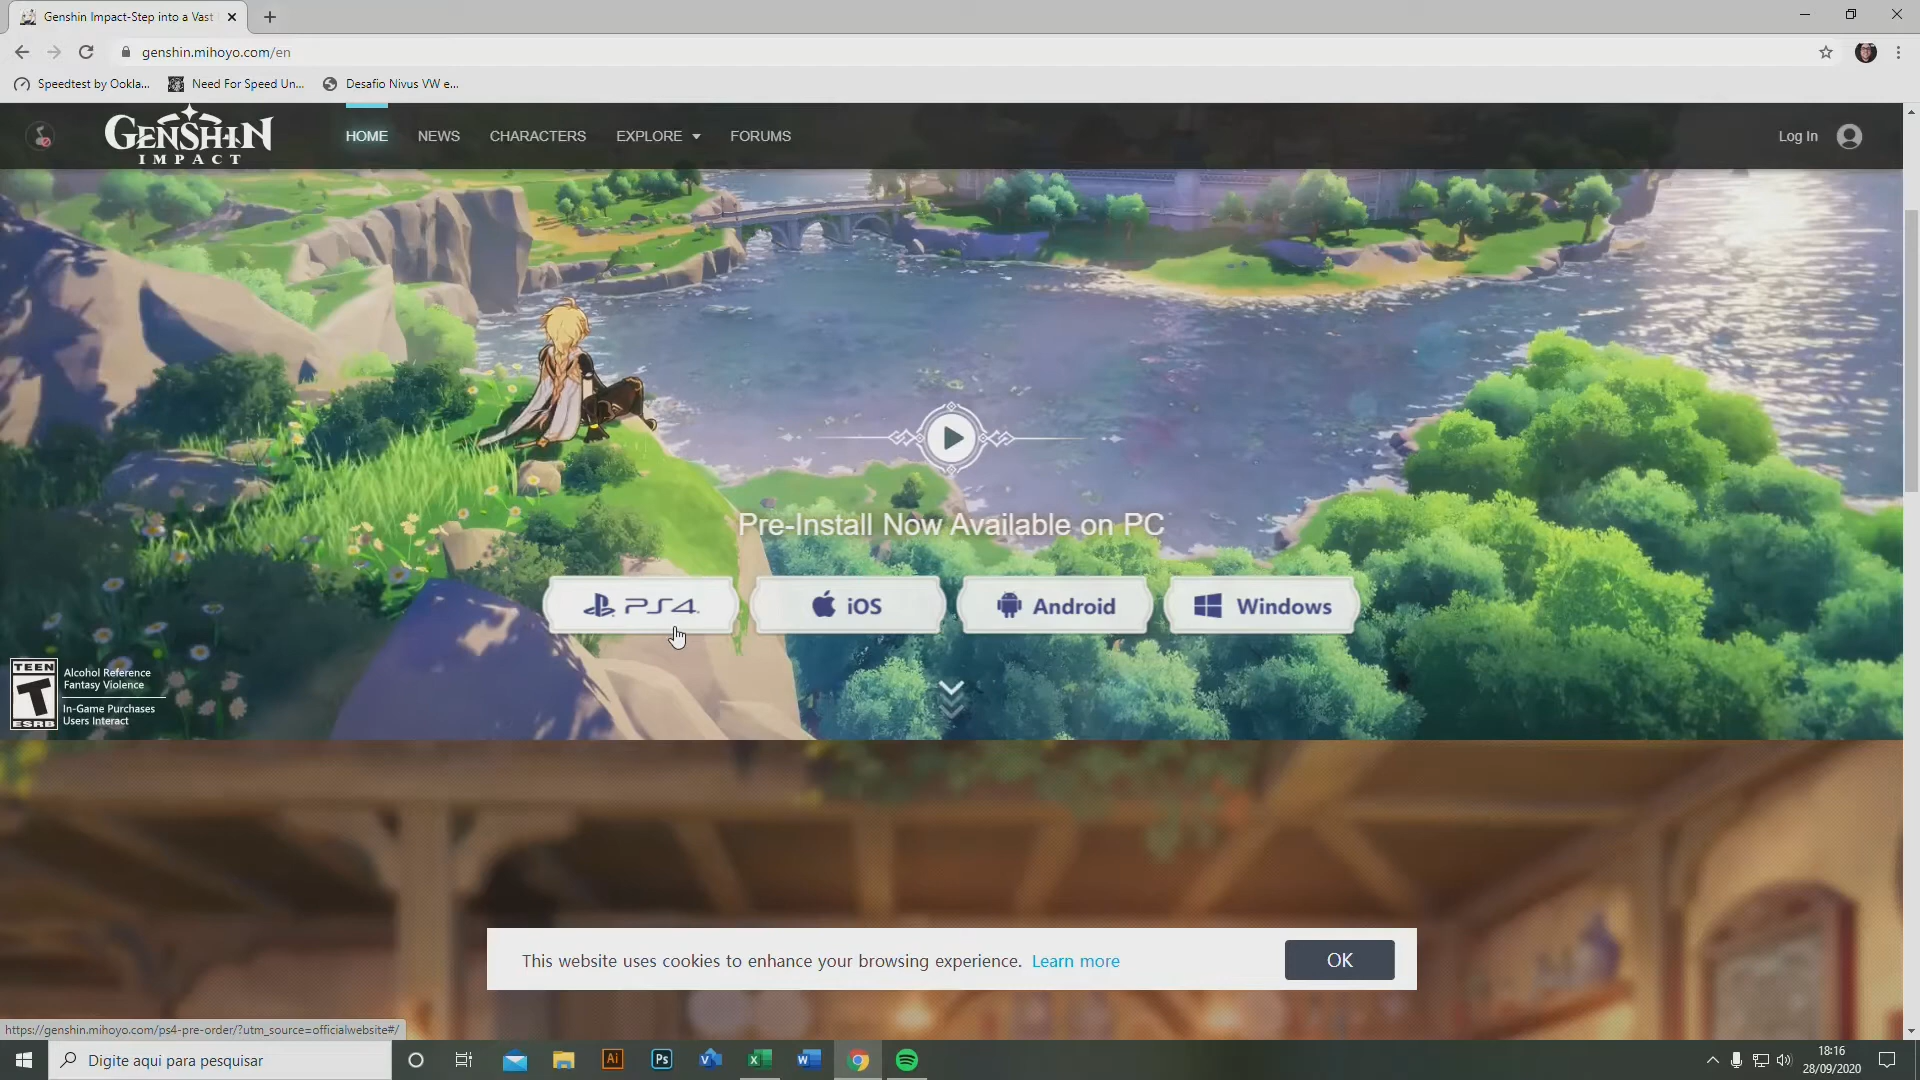 Genshin Impact-Step into a Vast
genshin.mihoyo.com/en
Speedtest by Ookla...
Need For Speed Un...
Desafio Nivus VW e...
GENSHIN
IMPACT
HOME
NEWS
CHARACTERS
EXPLORE
FORUMS
Log In
Pre-Install Now Available on PC
PS4
iOS
Android
Windows
TEEN
T
ESRB
Alcohol Reference
Fantasy Violence
In-Game Purchases
Users Interact
This website uses cookies to enhance your browsing experience. Learn more
OK
https://genshin.mihoyo.com/ps4-pre-order/?utm_source=officialwebsite#/
Digite aqui para pesquisar
Ai
Ps
V
X
W
18:16
28/09/2020